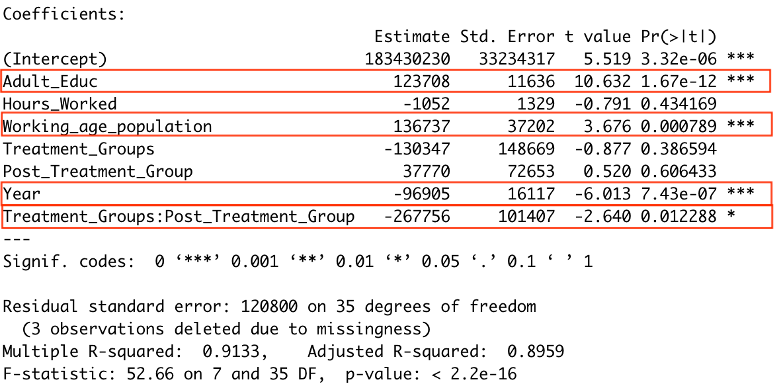 Coefficients:
Estimate Std. Error t value Pr(>|t|)
(Intercept) 183430230 33234317 5.519 3.32e-06 ***
Adult_Educ 123708 11636 10.632 1.67e-12 ***
Hours_Worked -1052 1329 -0.791 0.434169
Working_age_population 136737 37202 3.676 0.000789 ***
Treatment_Groups -130347 148669 -0.877 0.386594
Post_Treatment_Group 37770 72653 0.520 0.606433
Year -96905 16117 -6.013 7.43e-07 ***
Treatment_Groups:Post_Treatment_Group -267756 101407 -2.640 0.012288 *
---
Signif. codes: 0 ‘***’ 0.001 ‘**’ 0.01 ‘*’ 0.05 ‘.’ 0.1 ‘ ’ 1
Residual standard error: 120800 on 35 degrees of freedom
(3 observations deleted due to missingness)
Multiple R-squared: 0.9133, Adjusted R-squared: 0.8959
F-statistic: 52.66 on 7 and 35 DF, p-value: < 2.2e-16